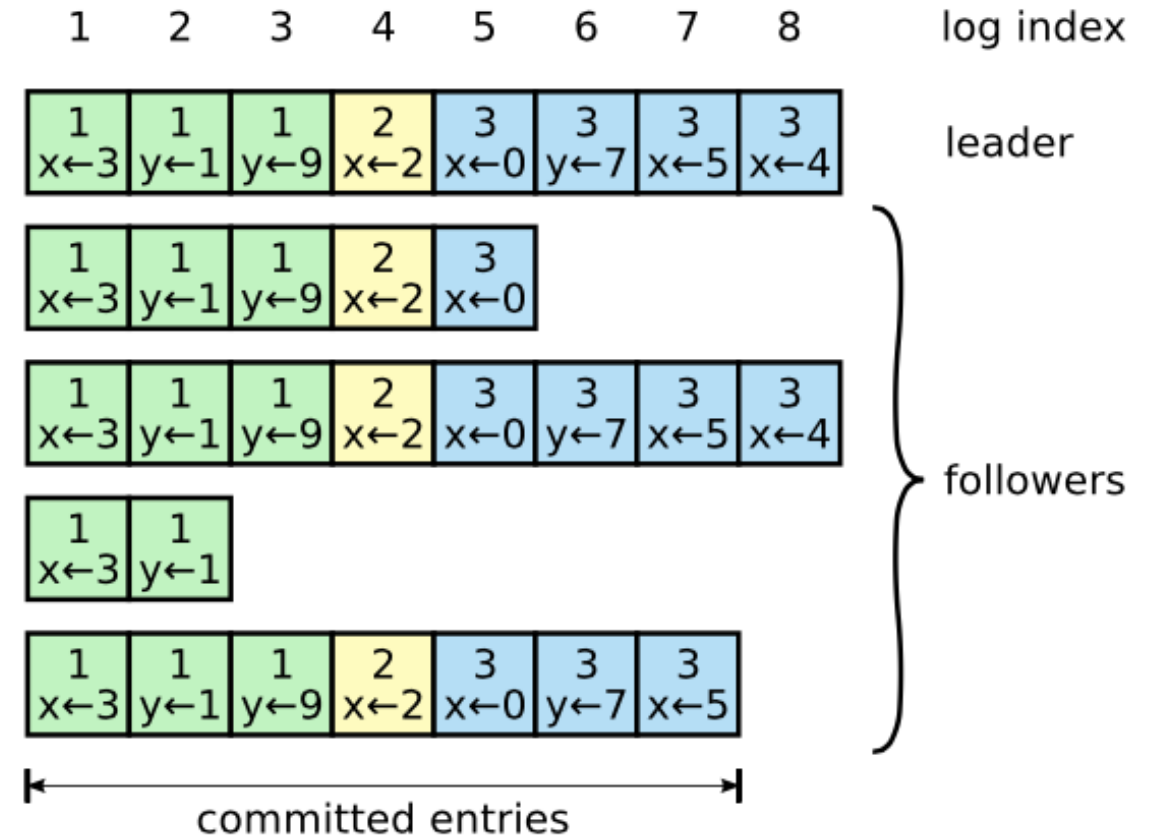 1 2 3 4 5 6 7 8 log index
1 1 1 2 3 3 3 3
x←3 y←1 y←9 x←2 x←0 y←7 x←5 x←4
leader
1 1 1 2 3
x←3 y←1 y←9 x←2 x←0
1 1 1 2 3 3 3 3
x←3 y←1 y←9 x←2 x←0 y←7 x←5 x←4
followers
1 1
x←3 y←1
1 1 1 2 3 3 3
x←3 y←1 y←9 x←2 x←0 y←7 x←5
committed entries